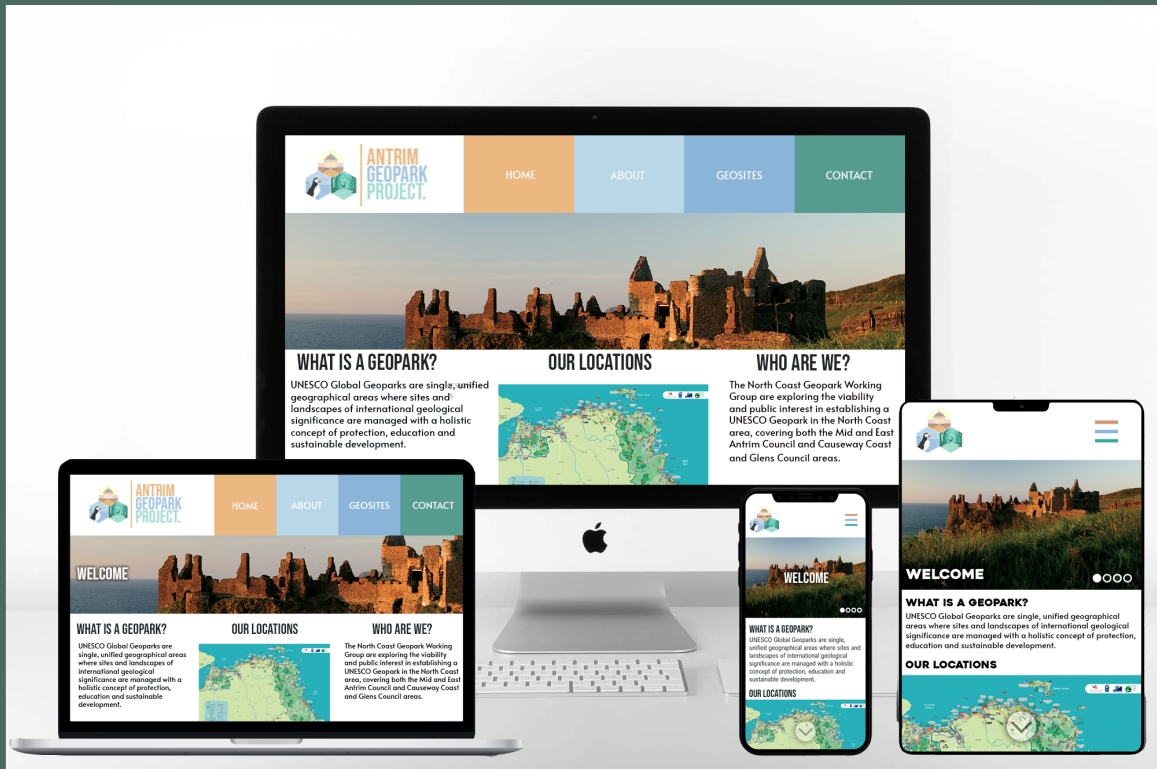 ANTRIM
GEOPARK
PROJECT.
HOME
ABOUT
GEOSITES
CONTACT
WHAT IS A GEOPARK?
UNESCO Global Geoparks are single, unified
geographical areas where sites and
landscapes of international geological
significance are managed with a holistic
concept of protection, education and
sustainable development.
OUR LOCATIONS
WHO ARE WE?
The North Coast Geopark Working
Group are exploring the viability
and public interest in establishing a
UNESCO Geopark in the North Coast
area, covering both the Mid and East
Antrim Council and Causeway Coast
and Glens Council areas.
ANTRIM
GEOPARK
PROJECT.
HOME
ABOUT
GEOSITES
CONTACT
WELCOME
WHAT IS A GEOPARK?
UNESCO Global Geoparks are
single, unified geographical areas
where sites and landscapes of
international geological
significance are managed with a
holistic concept of protection,
education and sustainable
development.
OUR LOCATIONS
WHO ARE WE?
The North Coast Geopark Working
Group are exploring the viability
and public interest in establishing a
UNESCO Geopark in the North Coast
area, covering both the Mid and East
Antrim Council and Causeway Coast
and Glens Council areas.
WELCOME
WHAT IS A GEOPARK?
UNESCO Global Geoparks are single,
unified geographical areas where sites and
landscapes of international geological
significance are managed with a holistic
concept of protection, education and
sustainable development.
OUR LOCATIONS
WELCOME
WHAT IS A GEOPARK?
UNESCO Global Geoparks are single, unified geographical
areas where sites and landscapes of international geological
significance are managed with a holistic concept of protection,
education and sustainable development.
OUR LOCATIONS